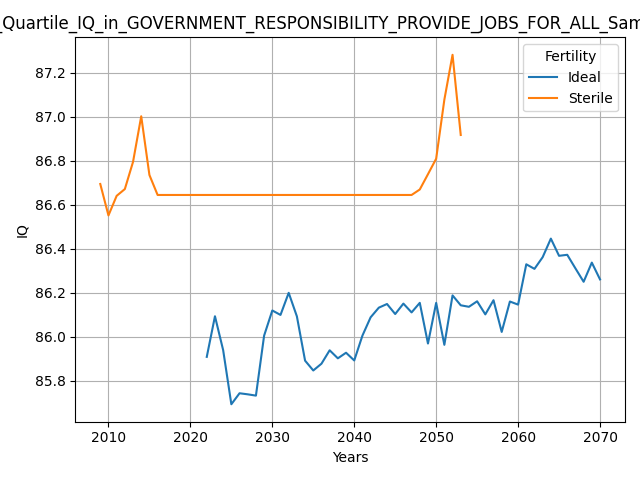 _Quartile_IQ_in_GOVERNMENT_RESPONSIBILITY_PROVIDE_JOBS_FOR_ALL_Sam
Fertility
Ideal
Sterile
87.2
87.0
86.8
86.6
86.4
86.2
86.0
85.8
IQ
2010 2020 2030 2040 2050 2060 2070
Years